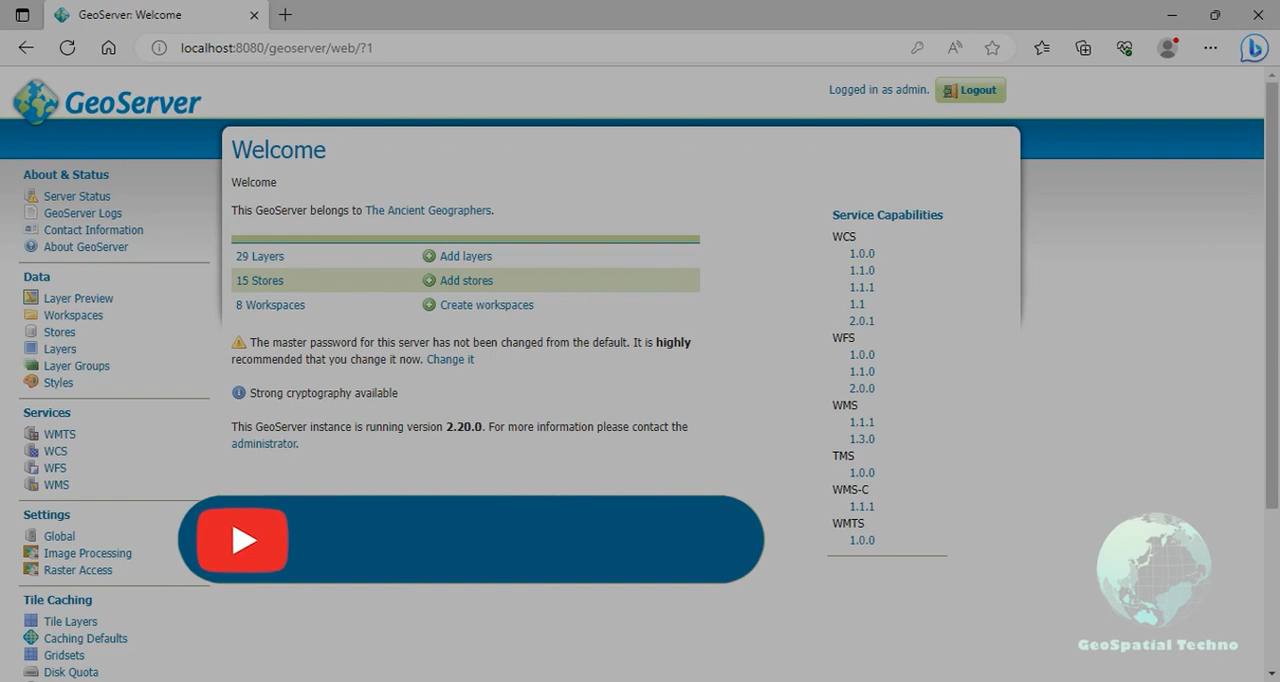 GeoServer: Welcome
localhost:8080/geoserver/web/?1
GeoServer
Logged in as admin. Logout
About & Status
Server Status
GeoServer Logs
Contact Information
About GeoServer
Data
Layer Preview
Workspaces
Stores
Layers
Layer Groups
Styles
Services
WMTS
WCS
WFS
WMS
Settings
Global
Image Processing
Raster Access
Tile Caching
Tile Layers
Caching Defaults
Gridsets
Disk Quota
Welcome
Welcome
This GeoServer belongs to The Ancient Geographers.
29 Layers Add layers
15 Stores Add stores
8 Workspaces Create workspaces
The master password for this server has not been changed from the default. It is highly
recommended that you change it now. Change it
Strong cryptography available
This GeoServer instance is running version 2.20.0. For more information please contact the
administrator.
Service Capabilities
WCS
1.0.0
1.1.0
1.1.1
1.1
2.0.1
WFS
1.0.0
1.1.0
2.0.0
WMS
1.1.1
1.3.0
TMS
1.0.0
WMS-C
1.1.1
WMTS
1.0.0
GeoSpatial Techno